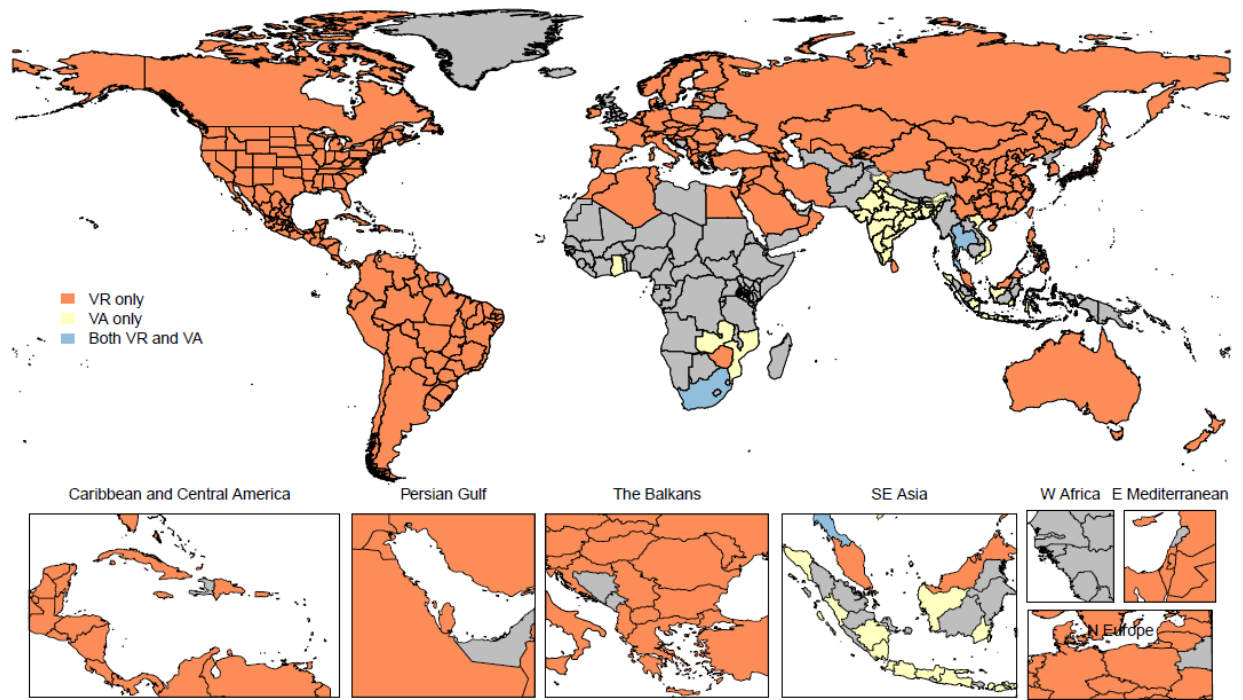 VR only
VA only
Both VR and VA
Caribbean and Central America
Persian Gulf
The Balkans
SE Asia
W Africa
E Mediterranean
N Europe